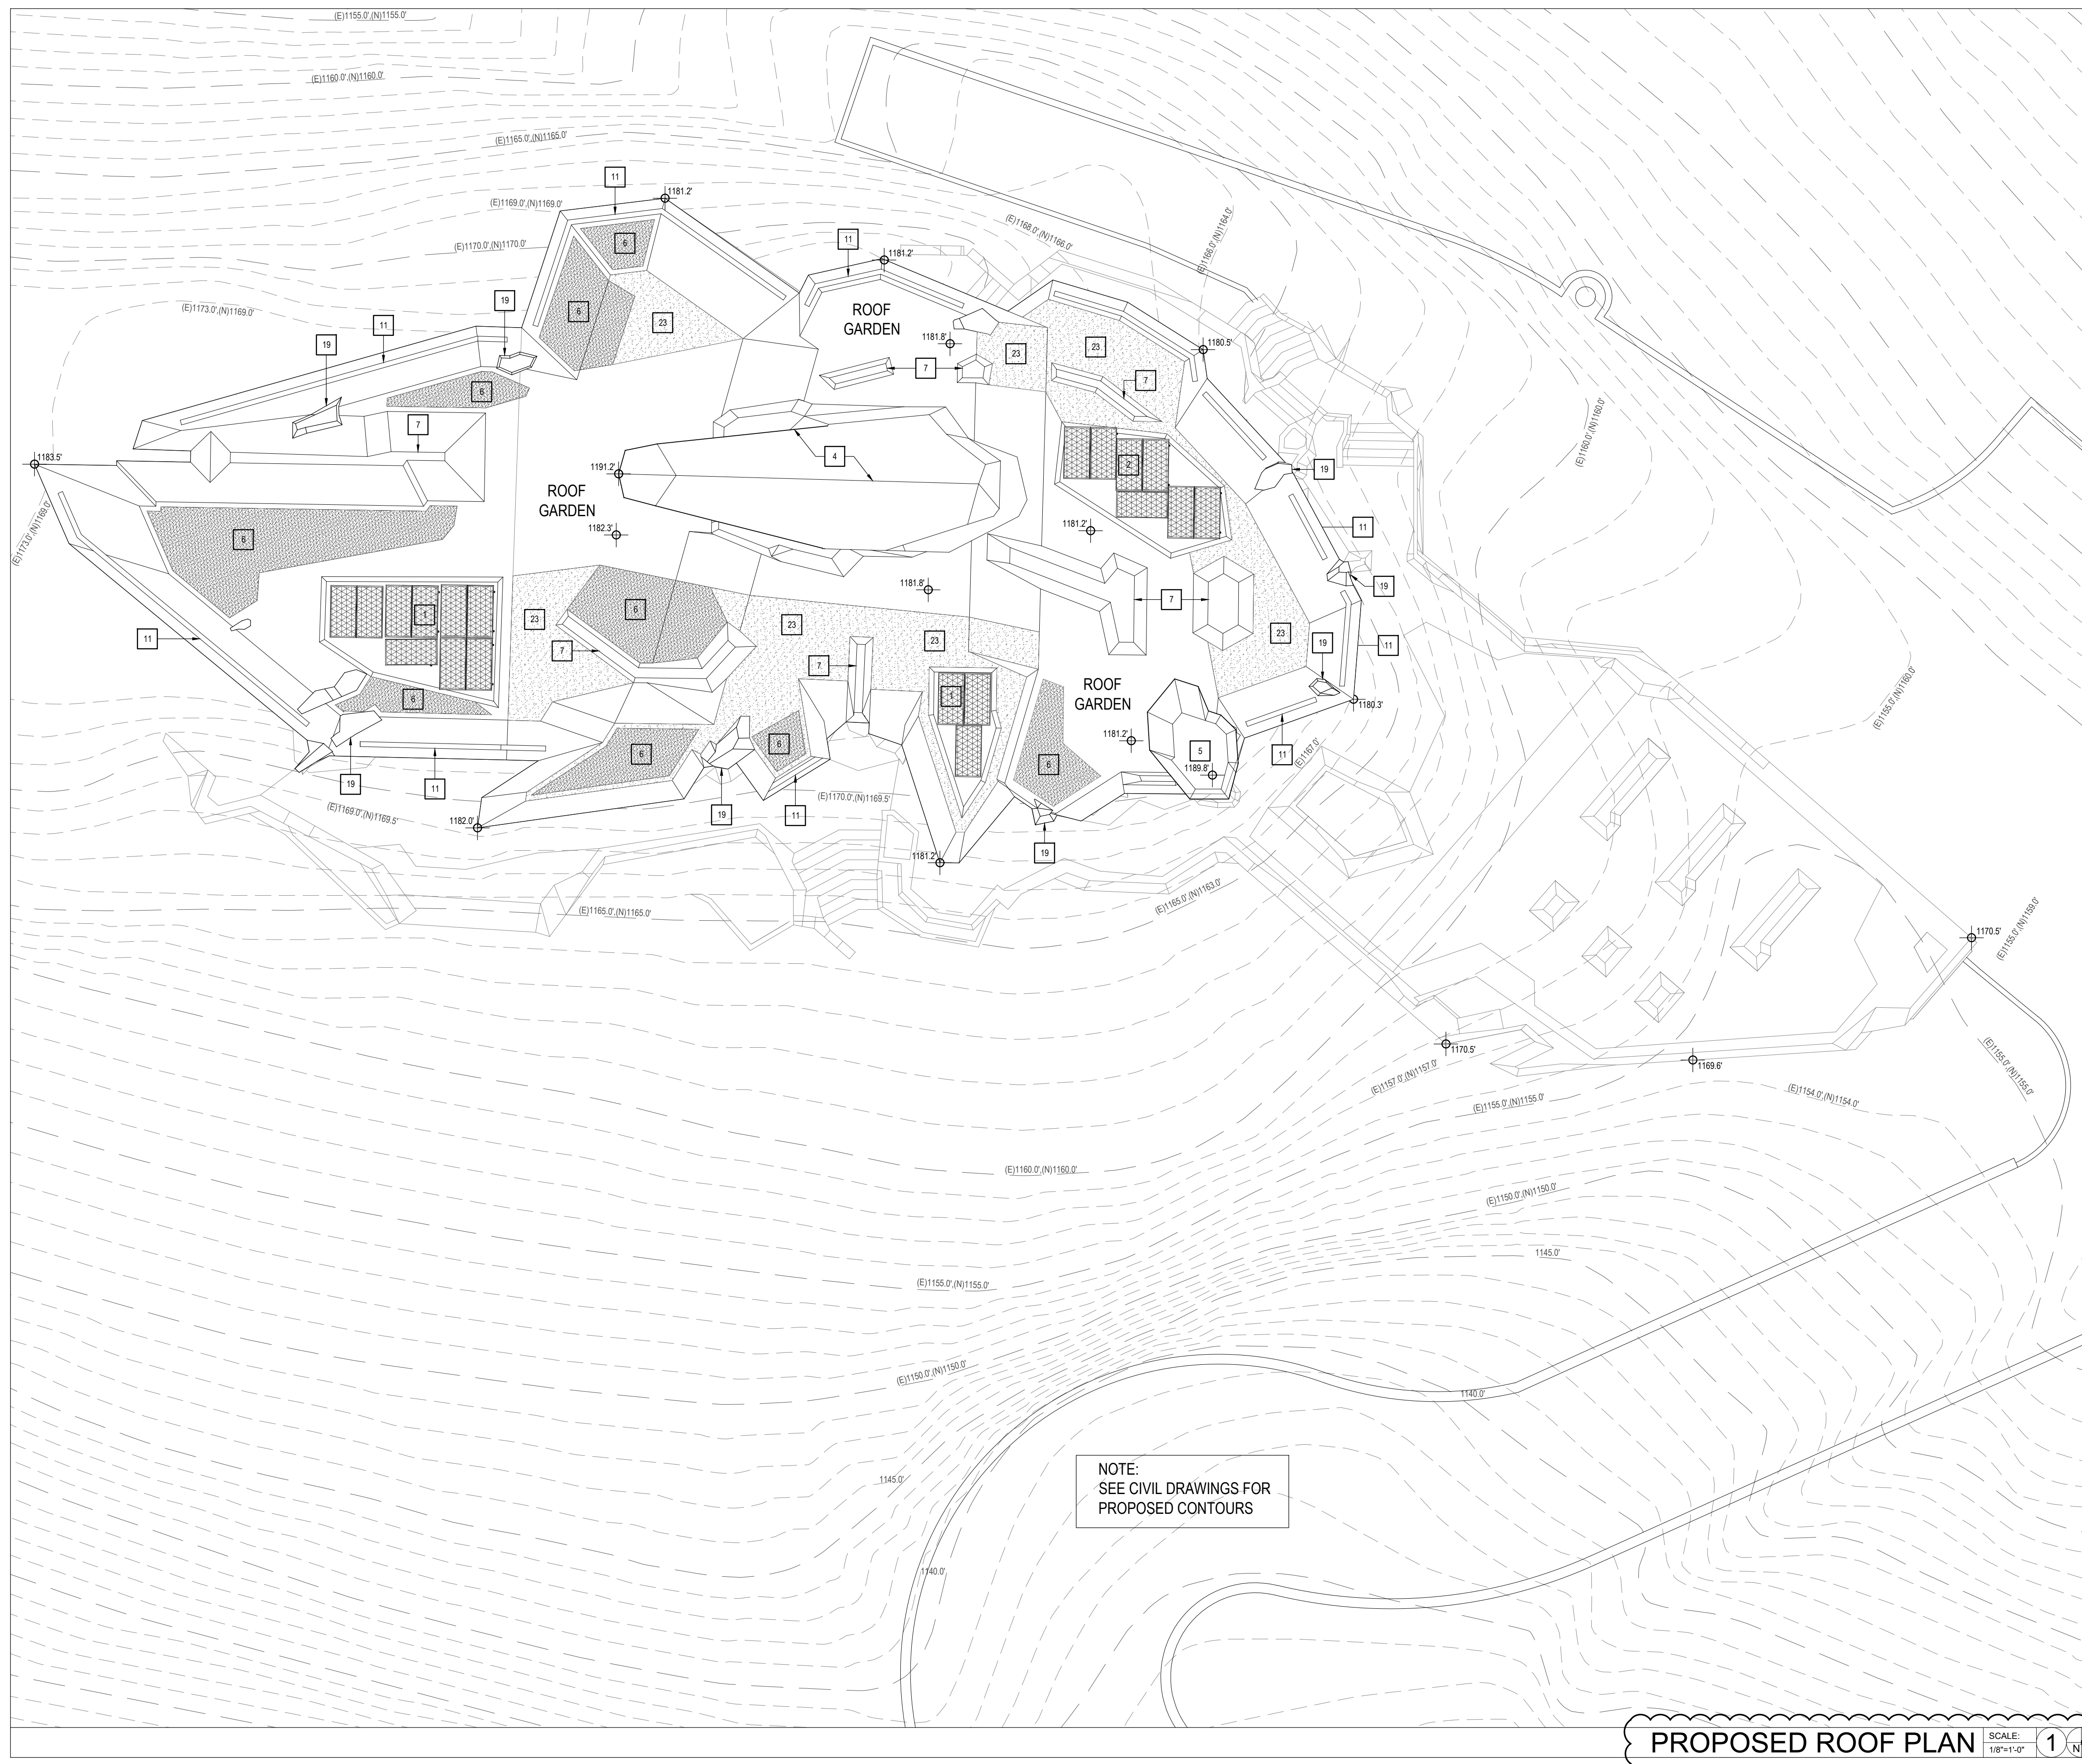 (E)1155.0',(N)1155.0'
(E)1160.0',(N)1160.0'
(E)1165.0',(N)1165.0'
11
1181.2'
(E)1169.0',(N)1169.0'
(E)1168.0',(N)1166.0'
(E)1166.0',(N)1164.0'
6
11
(E)1170.0',(N)1170.0'
1181.2'
(E)1173.0',(N)1169.0'
19
6
23
ROOF
GARDEN
11
19
1181.8'
23
23
1180.5'
7
7
6
(E)1160.0',(N)1160.0'
7
4
1183.5'
1191.2'
2
19
ROOF
GARDEN
(E)1173.0',(N)1169.0'
6
1182.3'
1181.2'
11
1181.8'
19
7
6
1
23
23
23
23
11
7
7
19
11
6
1
ROOF
GARDEN
1180.3'
(E)1155.0',(N)1160.0'
6
6
1181.2'
5
11
(E)1167.0'
6
1189.8'
19
11
(E)1170.0',(N)1169.5'
(E)1169.0',(N)1169.5'
19
11
1182.0'
1181.2'
19
(E)1165.0',(N)1163.0'
(E)1165.0',(N)1165.0'
(E)1155.0',(N)1159.0'
1170.5'
1170.5'
1169.6'
(E)1155.0',(N)1155.0'
(E)1157.0',(N)1157.0'
(E)1155.0',(N)1155.0'
(E)1154.0',(N)1154.0'
(E)1160.0',(N)1160.0'
(E)1150.0',(N)1150.0'
1145.0'
(E)1155.0',(N)1155.0'
(E)1150.0',(N)1150.0'
1140.0'
1145.0'
NOTE:
SEE CIVIL DRAWINGS FOR
PROPOSED CONTOURS
1140.0'
PROPOSED ROOF PLAN
SCALE:
1/8"=1'-0"
1
N